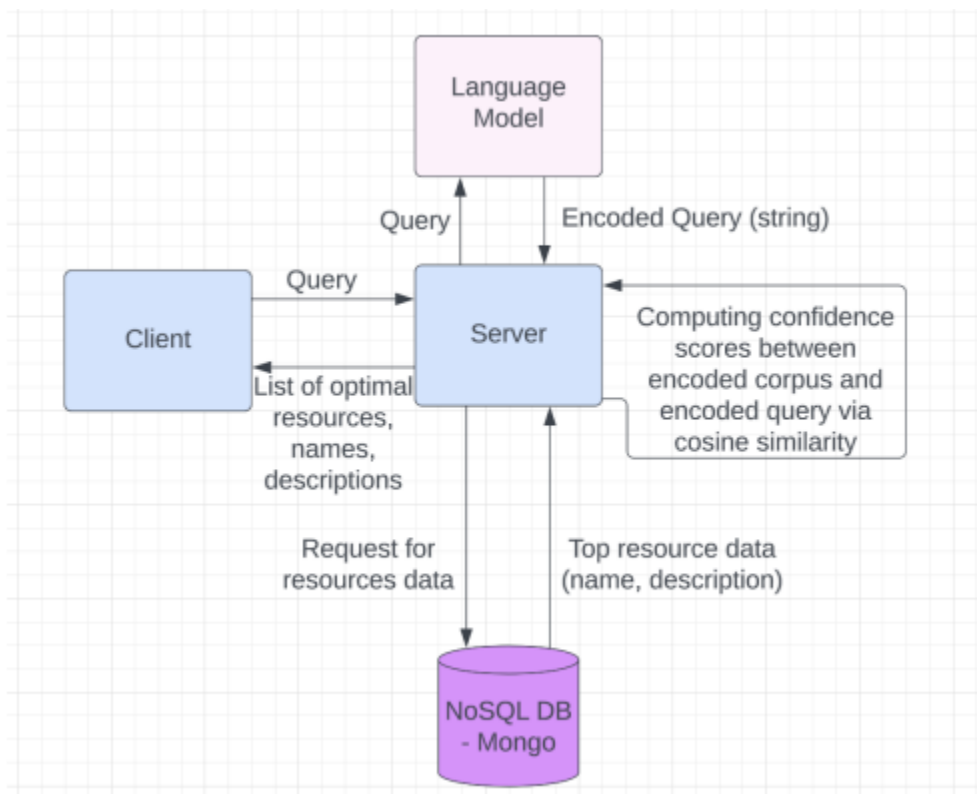 Language
Model
Query
Encoded Query (string)
Query
Client
Server
Computing confidence
scores between
encoded corpus and
encoded query via
cosine similarity
List of optimal
resources,
names,
descriptions
Request for
resources data
Top resource data
(name, description)
NoSQL DB
- Mongo